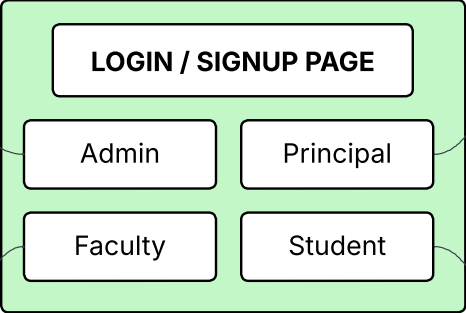 LOGIN / SIGNUP PAGE
Admin
Principal
Faculty
Student